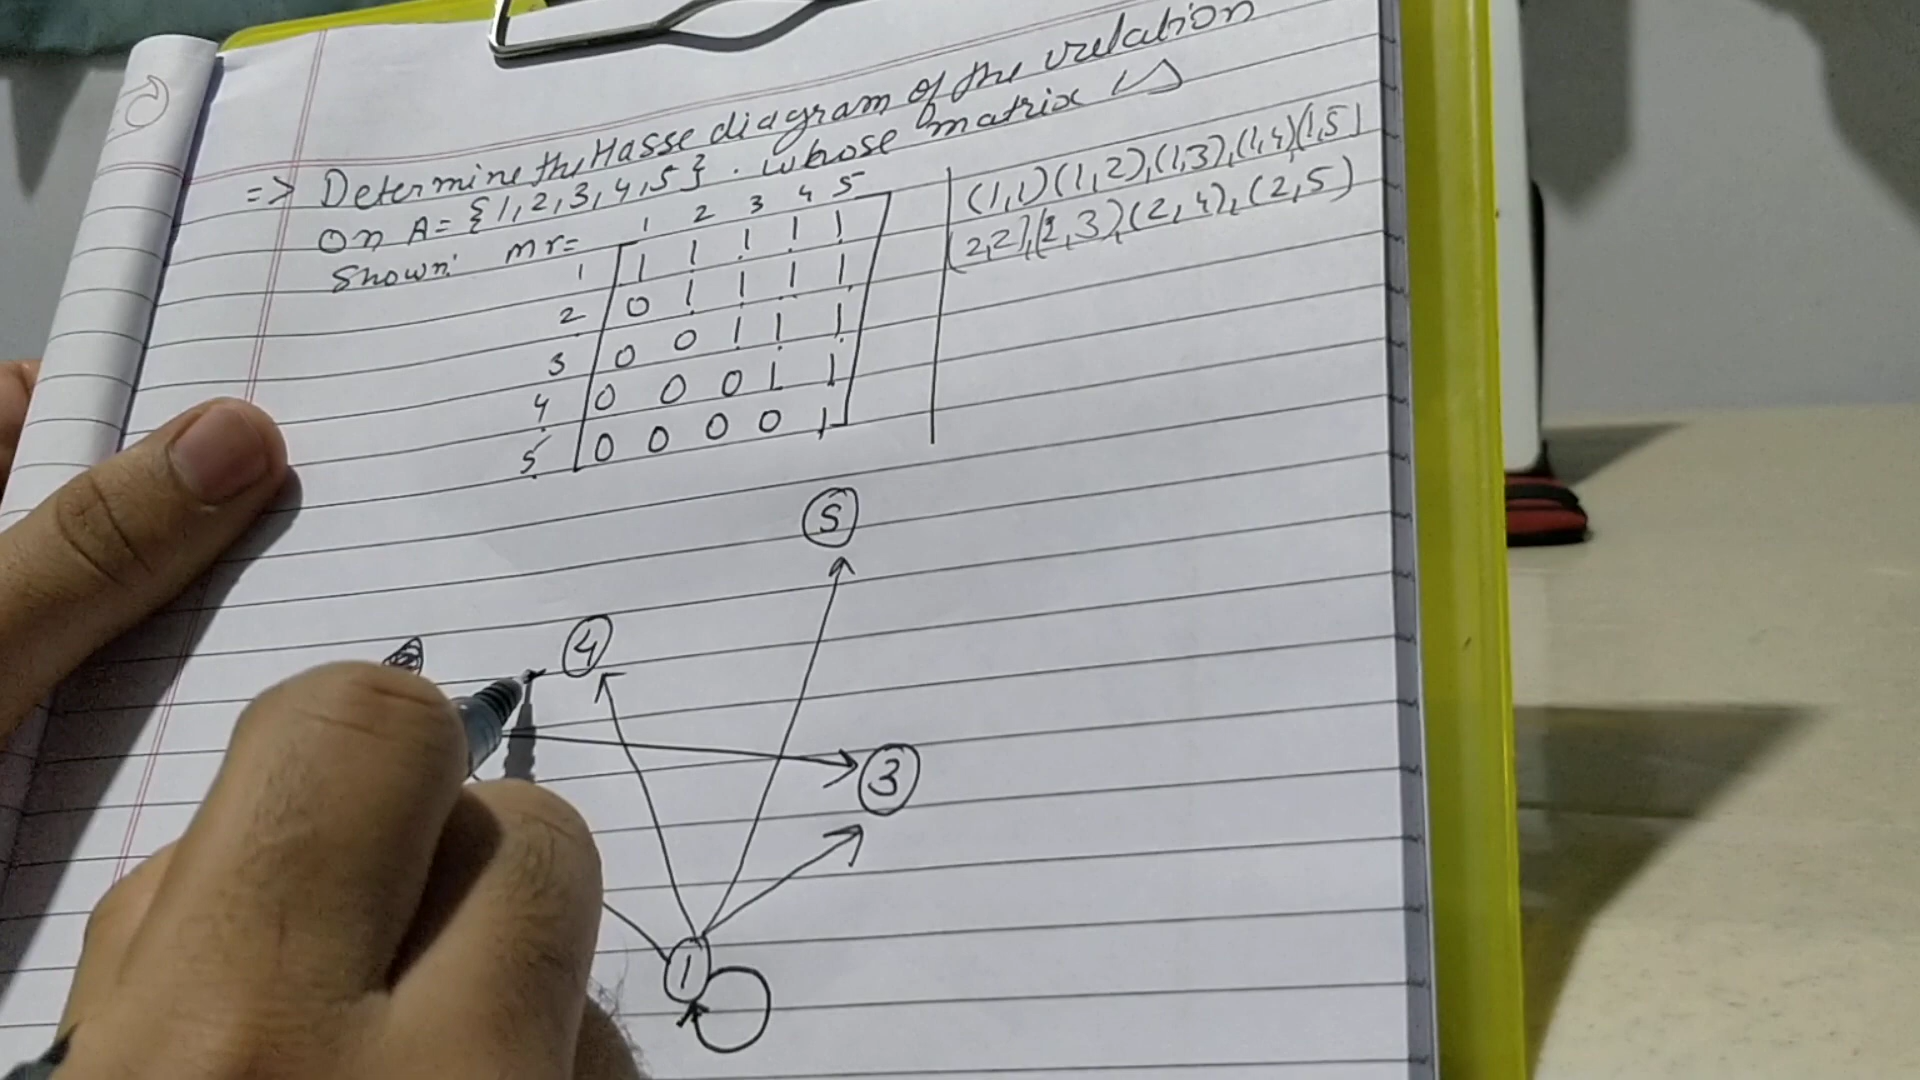 => Determine the Hasse diagram of the relation
on A = {1,2,3,4,5}. whose matrix is
shown:
mr =
1 2 3 4 5
1 1 1 1 1 1
2 0 1 1 1 1
3 0 0 1 1 1
4 0 0 0 1 1
5 0 0 0 0 1
(1,1)(1,2),(1,3),(1,4)(1,5)
(2,2),(2,3)(2,4),(2,5)
5
4
3
1